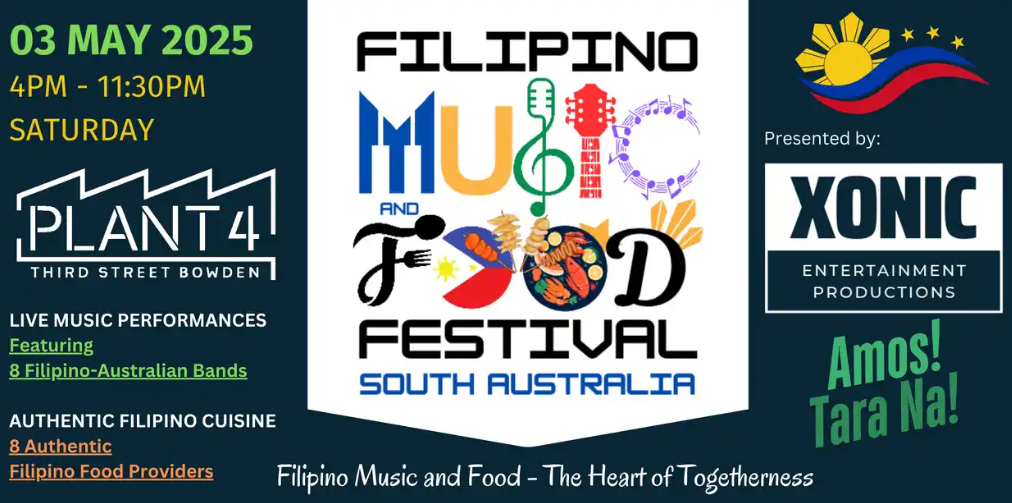 03 MAY 2025
4PM - 11:30PM
SATURDAY
PLANT 4
THIRD STREET BOWDEN
LIVE MUSIC PERFORMANCES
Featuring
8 Filipino-Australian Bands
AUTHENTIC FILIPINO CUISINE
8 Authentic
Filipino Food Providers
FILIPINO
MUSIC
AND
FOOD
FESTIVAL
SOUTH AUSTRALIA
Filipino Music and Food - The Heart of Togetherness
Presented by:
XONIC
ENTERTAINMENT
PRODUCTIONS
Amos!
Tara Na!